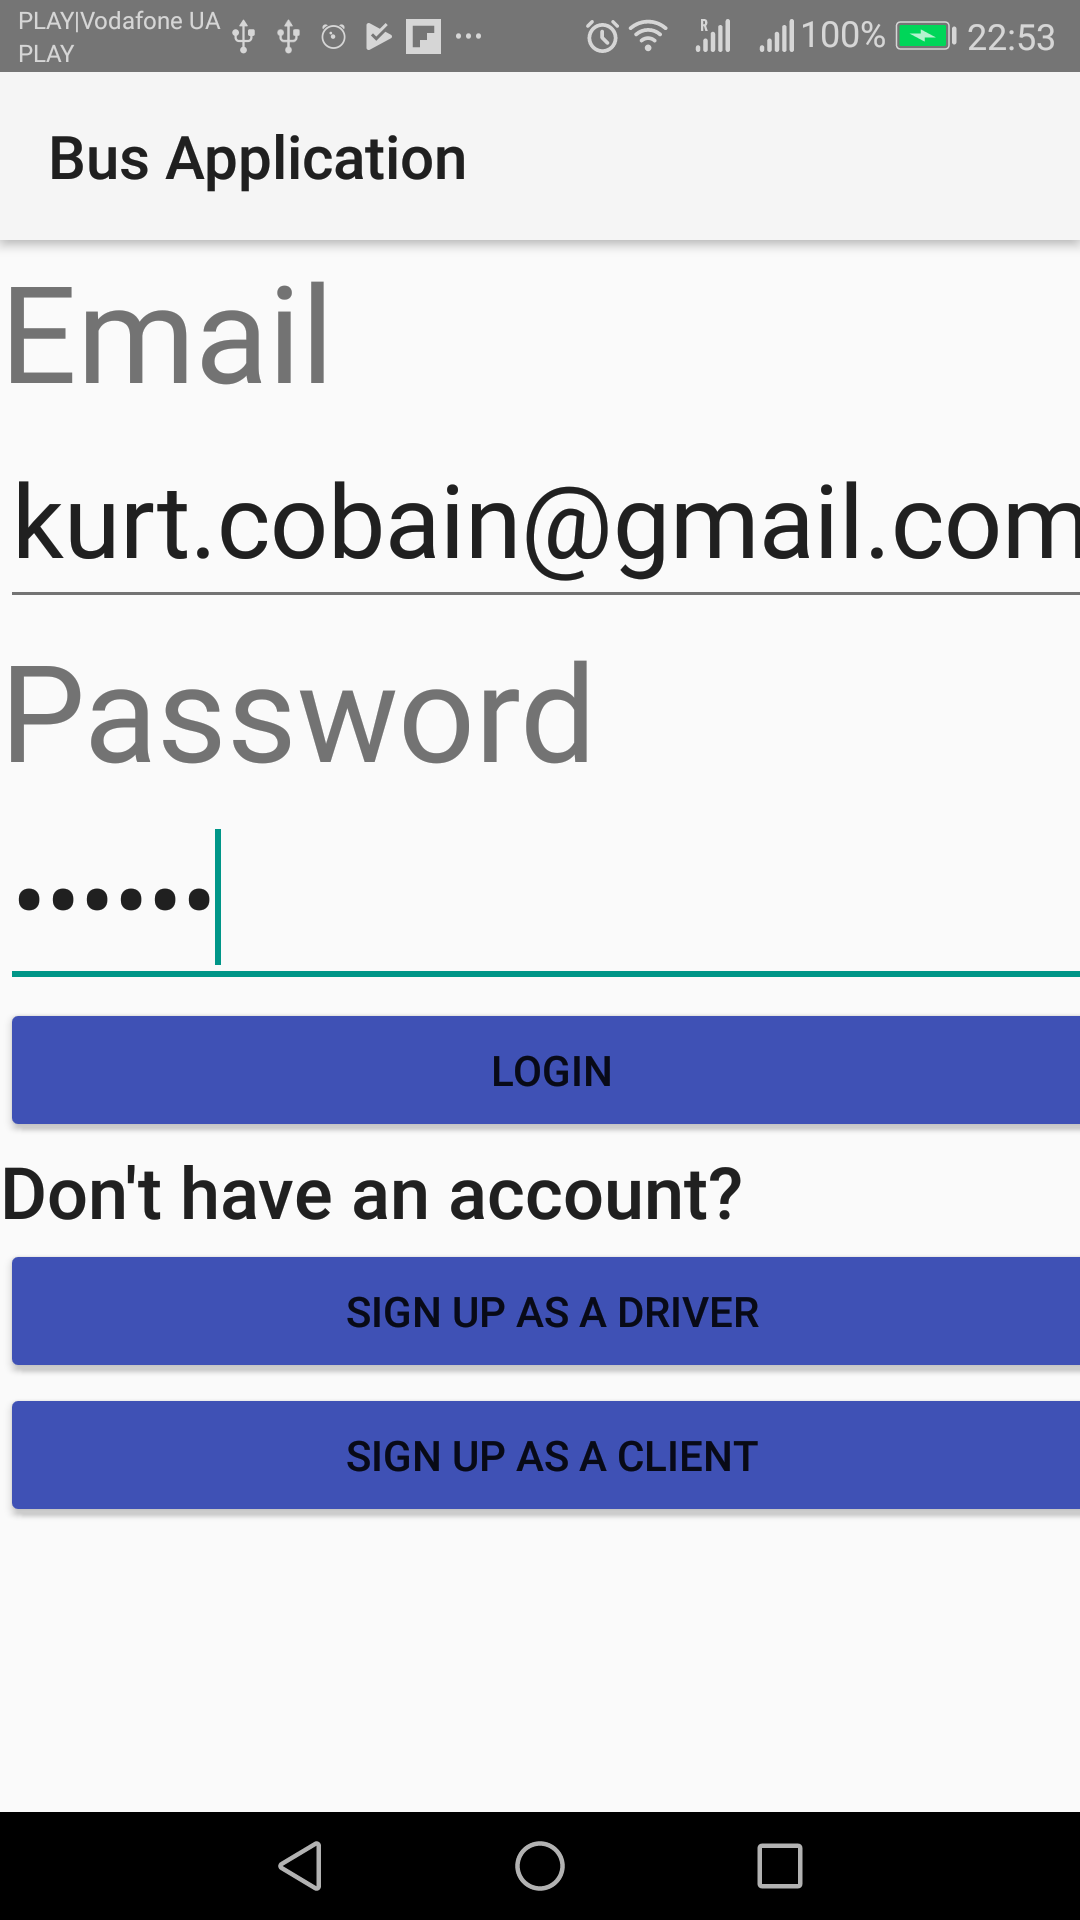 PLAY|Vodafone UA
PLAY
R
100%
22:53
Bus Application
Email
kurt.cobain@gmail.com
Password
••••••
LOGIN
Don't have an account?
SIGN UP AS A DRIVER
SIGN UP AS A CLIENT